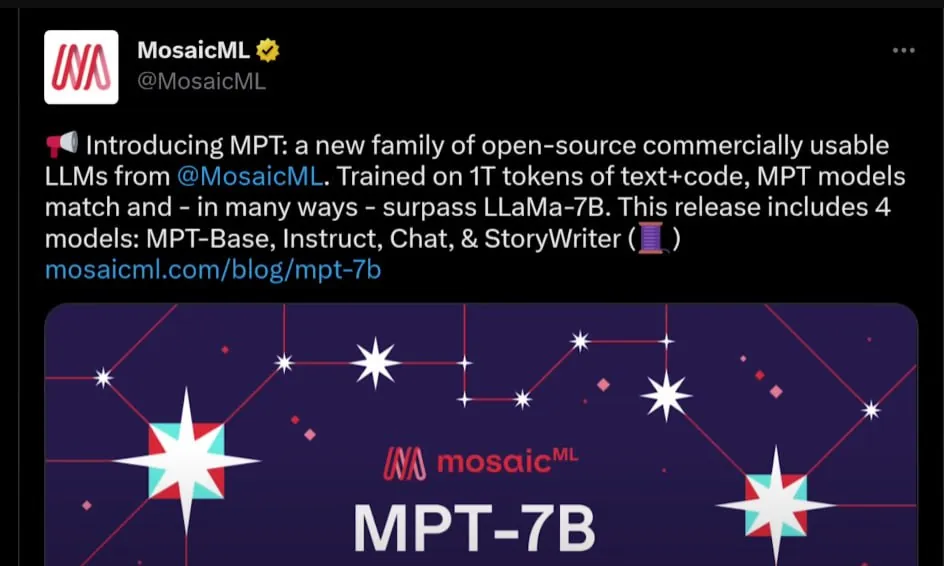 MosaicML
@MosaicML
📢 Introducing MPT: a new family of open-source commercially usable
LLMs from @MosaicML. Trained on 1T tokens of text+code, MPT models
match and - in many ways - surpass LLaMa-7B. This release includes 4
models: MPT-Base, Instruct, Chat, & StoryWriter (🧵)
mosaicml.com/blog/mpt-7b
mosaicML
MPT-7B